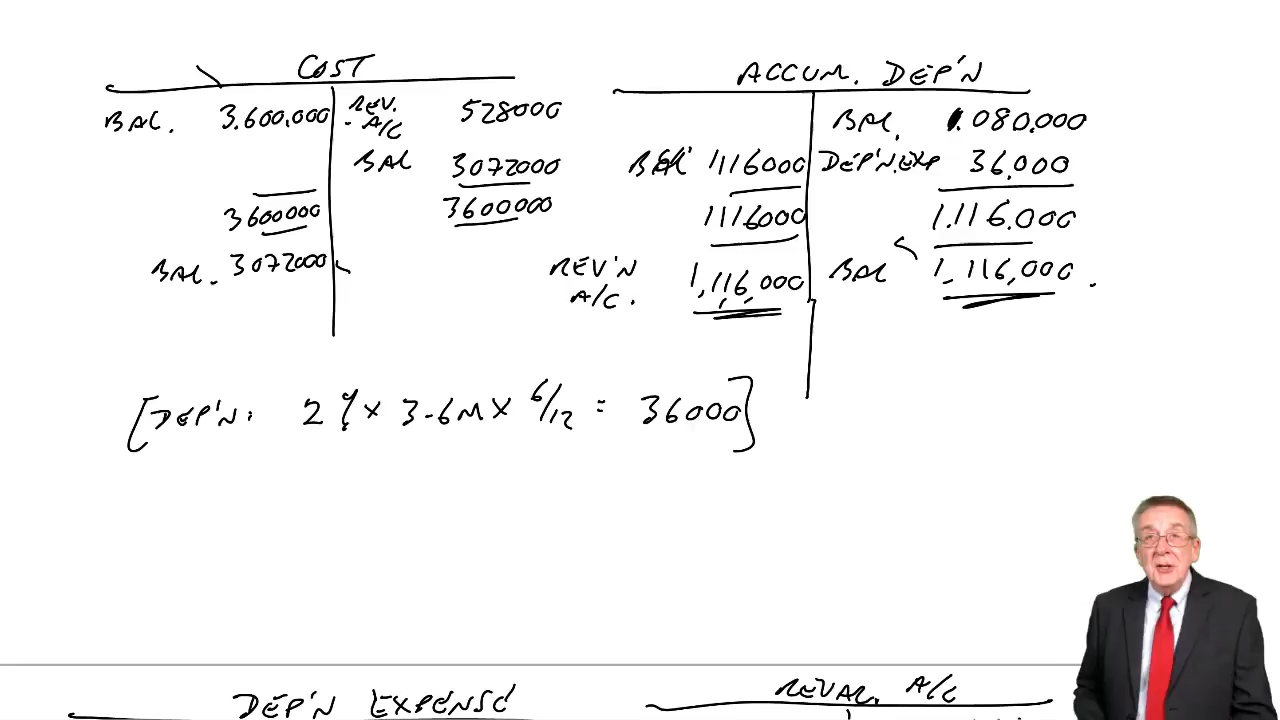 COST
BAL. 3.600.000 REV. - A/C 528000
BAL 3072000
3600000 3600000
BAL. 3072000
ACCUM. DEP'N
BAL. 1.080.000
1116000 DEP'N.EXP 36,000
1116000 1.116.000
REV'N A/C. 1,116,000 BAL 1,116,000
[DEP'N: 2% x 3.6M x 6/12 = 36000]
DEP'N EXPENSE REVAL. A/C